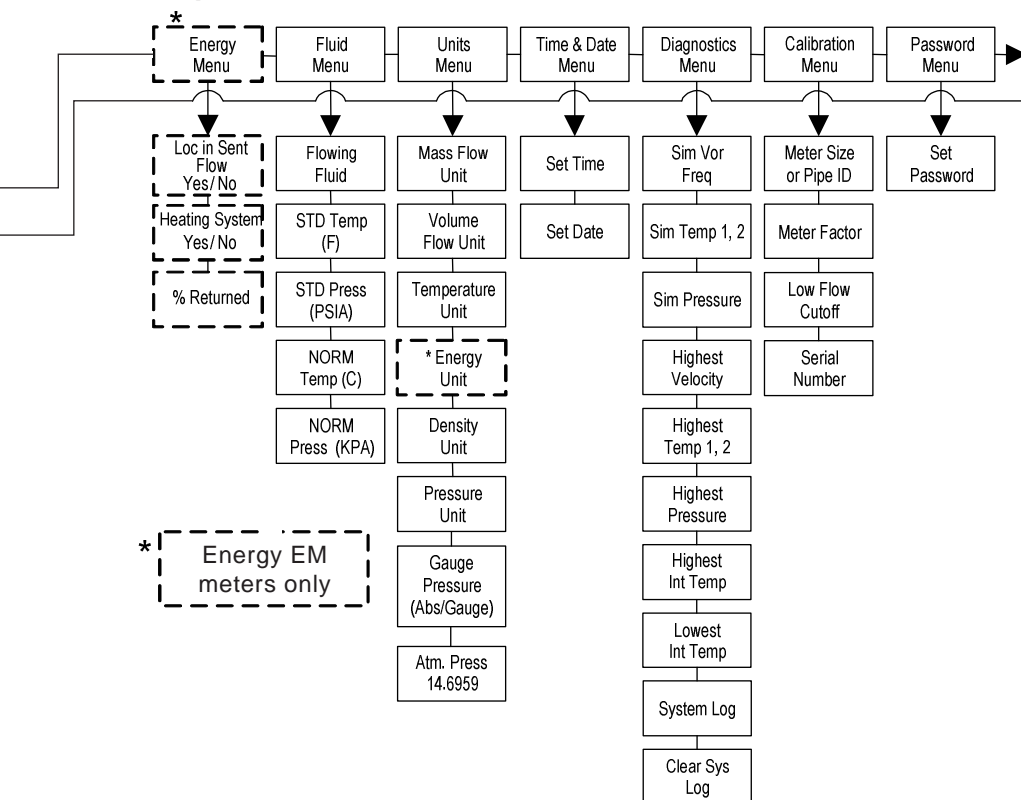 *
Energy
Menu
Fluid
Menu
Units
Menu
Time & Date
Menu
Diagnostics
Menu
Calibration
Menu
Password
Menu
Loc in Sent
Flow
Yes/ No
Heating System
Yes/ No
% Returned
Flowing
Fluid
STD Temp
(F)
STD Press
(PSIA)
NORM
Temp (C)
NORM
Press (KPA)
Mass Flow
Unit
Volume
Flow Unit
Temperature
Unit
* Energy
Unit
Density
Unit
Pressure
Unit
Gauge
Pressure
(Abs/Gauge)
Atm. Press
14.6959
Set Time
Set Date
Sim Vor
Freq
Sim Temp 1, 2
Sim Pressure
Highest
Velocity
Highest
Temp 1, 2
Highest
Pressure
Highest
Int Temp
Lowest
Int Temp
System Log
Clear Sys
Log
Meter Size
or Pipe ID
Meter Factor
Low Flow
Cutoff
Serial
Number
Set
Password
*
Energy EM
meters only